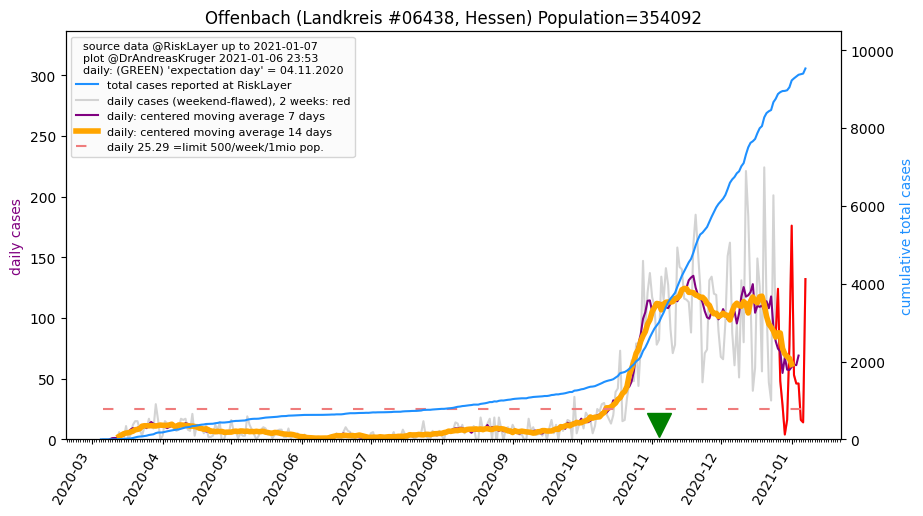 Offenbach (Landkreis #06438, Hessen) Population=354092
source data @RiskLayer up to 2021-01-07
plot @DrAndreasKruger 2021-01-06 23:53
daily: (GREEN) 'expectation day' = 04.11.2020
total cases reported at RiskLayer
daily cases (weekend-flawed), 2 weeks: red
daily: centered moving average 7 days
daily: centered moving average 14 days
daily 25.29 =limit 500/week/1mio pop.
daily cases
300
250
200
150
100
50
0
cumulative total cases
10000
8000
6000
4000
2000
0
2020-03
2020-04
2020-05
2020-06
2020-07
2020-08
2020-09
2020-10
2020-11
2020-12
2021-01